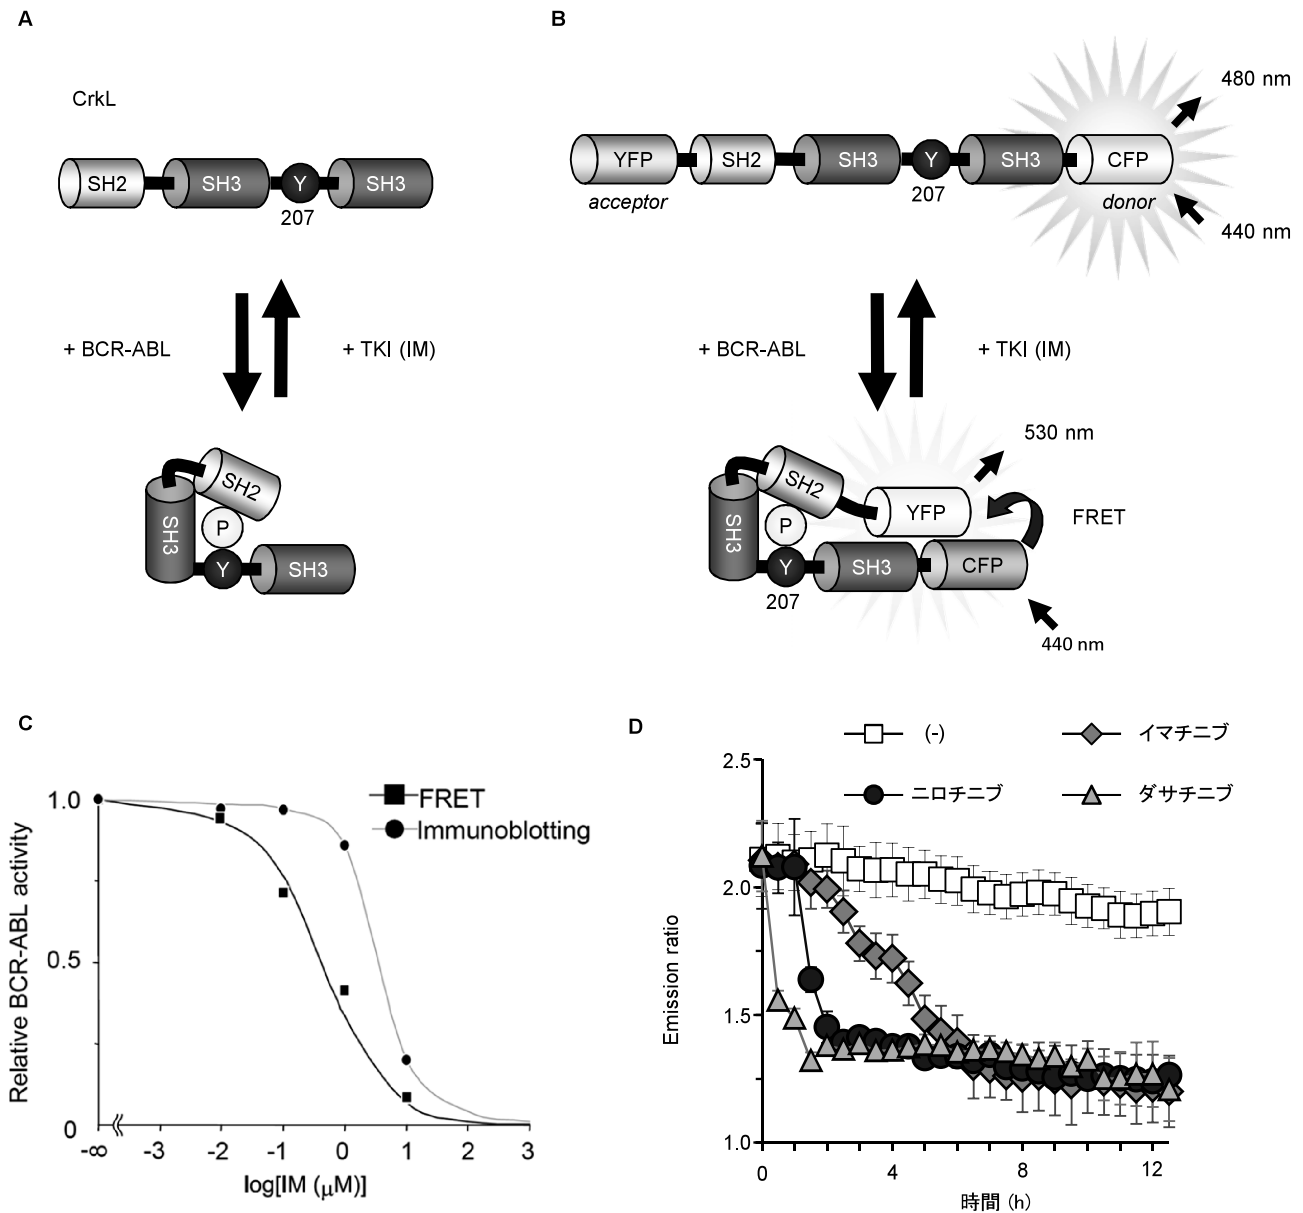 A
CrkL
SH2
SH3
Y
SH3
207
+ BCR-ABL
+ TKI (IM)
SH2
SH3
P
Y
SH3
B
480 nm
YFP
SH2
SH3
Y
SH3
CFP
acceptor
207
donor
440 nm
+ BCR-ABL
+ TKI (IM)
530 nm
SH2
SH3
P
YFP
FRET
Y
SH3
CFP
207
440 nm
C
Relative BCR-ABL activity
1.0
0.5
0
FRET
Immunoblotting
-∞ -3 -2 -1 0 1 2 3
log[IM (μM)]
D
(-)
イマチニブ
ニロチニブ
ダサチニブ
Emission ratio
2.5
2.0
1.5
1.0
0 4 8 12
時間 (h)